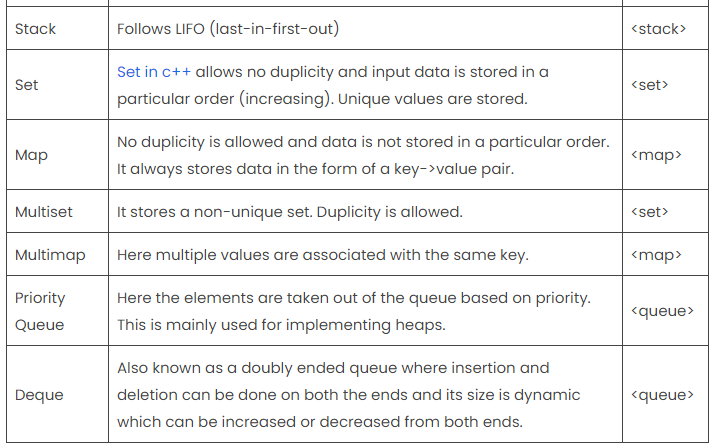 Stack
Follows LIFO (last-in-first-out)
<stack>
Set
Set in c++ allows no duplicity and input data is stored in a
particular order (increasing). Unique values are stored.
<set>
Map
No duplicity is allowed and data is not stored in a particular order.
It always stores data in the form of a key->value pair.
<map>
Multiset
It stores a non-unique set. Duplicity is allowed.
<set>
Multimap
Here multiple values are associated with the same key.
<map>
Priority
Queue
Here the elements are taken out of the queue based on priority.
This is mainly used for implementing heaps.
<queue>
Deque
Also known as a doubly ended queue where insertion and
deletion can be done on both the ends and its size is dynamic
which can be increased or decreased from both ends.
<queue>